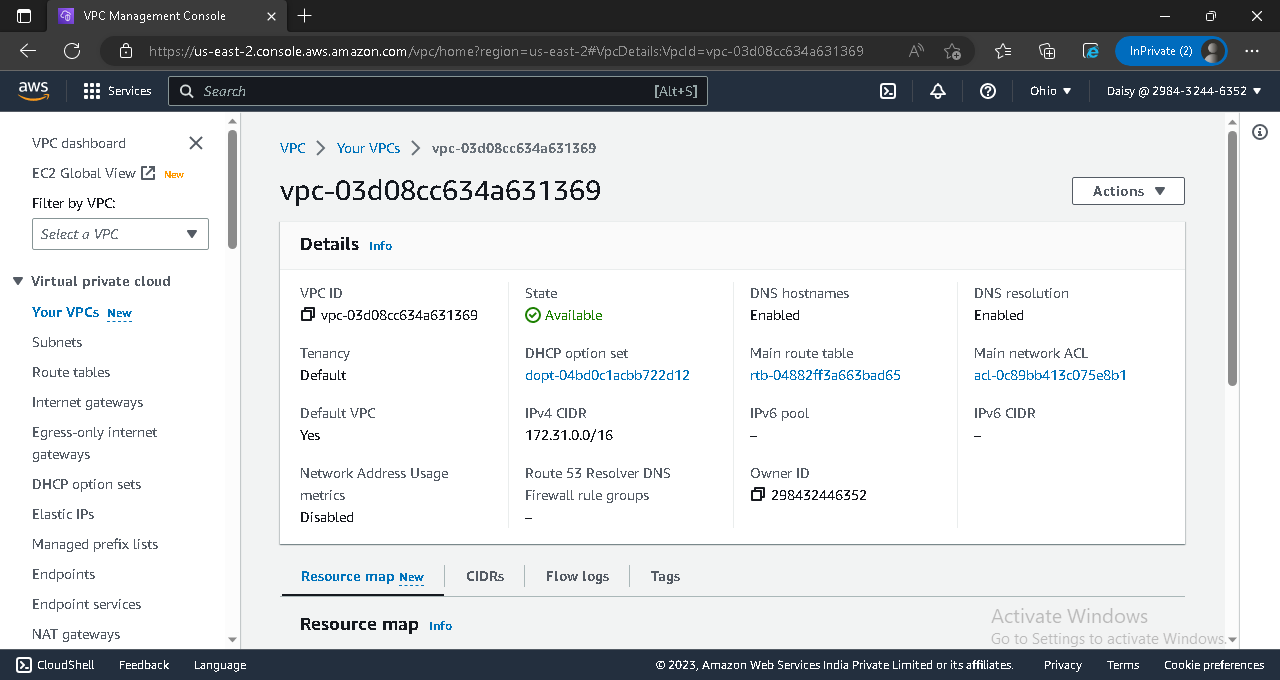 VPC Management Console
https://us-east-2.console.aws.amazon.com/vpc/home?region=us-east-2#VpcDetails:VpcId=vpc-03d08cc634a631369
InPrivate (2)
aws
Services
Search
[Alt+S]
Ohio
Daisy @ 2984-3244-6352
VPC dashboard
EC2 Global View New
Filter by VPC:
Select a VPC
Virtual private cloud
Your VPCs New
Subnets
Route tables
Internet gateways
Egress-only internet
gateways
DHCP option sets
Elastic IPs
Managed prefix lists
Endpoints
Endpoint services
NAT gateways
VPC > Your VPCs > vpc-03d08cc634a631369
vpc-03d08cc634a631369
Actions
Details Info
VPC ID
vpc-03d08cc634a631369
State
Available
DNS hostnames
Enabled
DNS resolution
Enabled
Tenancy
Default
DHCP option set
dopt-04bd0c1acbb722d12
Main route table
rtb-04882ff3a663bad65
Main network ACL
acl-0c89bb413c075e8b1
Default VPC
Yes
IPv4 CIDR
172.31.0.0/16
IPv6 pool
–
IPv6 CIDR
–
Network Address Usage
metrics
Disabled
Route 53 Resolver DNS
Firewall rule groups
–
Owner ID
298432446352
Resource map New
CIDRs
Flow logs
Tags
Resource map Info
Activate Windows
Go to Settings to activate Windows.
CloudShell
Feedback
Language
© 2023, Amazon Web Services India Private Limited or its affiliates.
Privacy
Terms
Cookie preferences